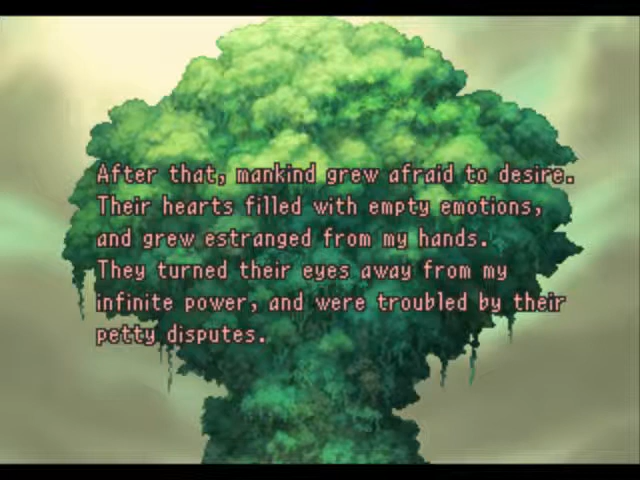 After that, mankind grew afraid to desire.
Their hearts filled with empty emotions,
and grew estranged from my hands.
They turned their eyes away from my
infinite power, and were troubled by their
petty disputes.